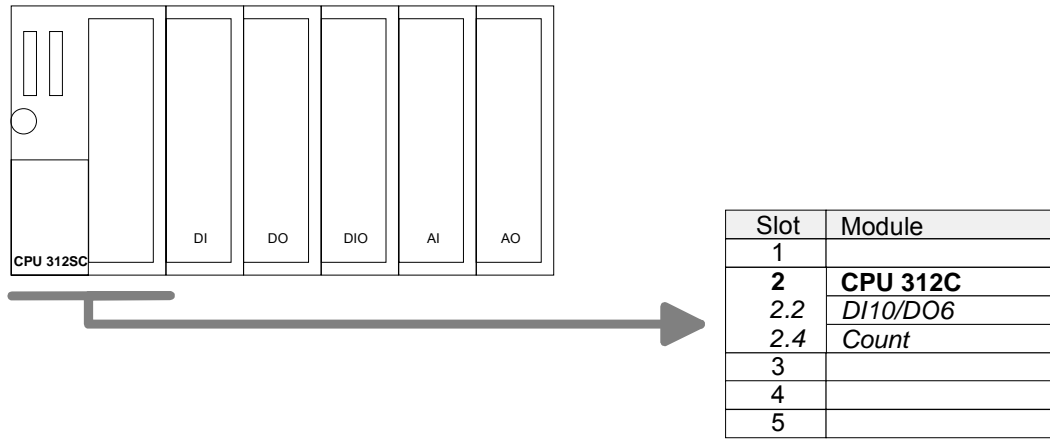 DI DO DIO AI AO
CPU 312SC
Slot Module
1
2 CPU 312C
2.2 DI10/DO6
2.4 Count
3
4
5